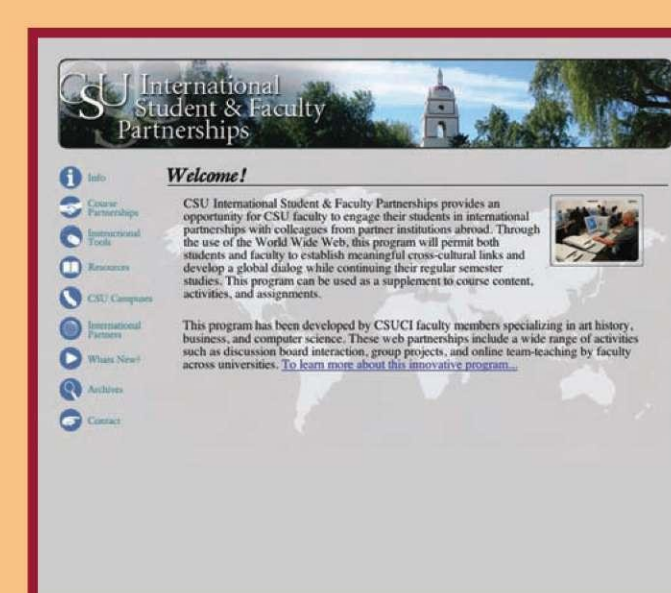 CSU International
Student & Faculty
Partnerships
Info
Course
Partnerships
Instructional
Tools
Resources
CSU Campuses
International
Partners
Whats New?
Archives
Contact
Welcome!
CSU International Student & Faculty Partnerships provides an
opportunity for CSU faculty to engage their students in international
partnerships with colleagues from partner institutions abroad. Through
the use of the World Wide Web, this program will permit both
students and faculty to establish meaningful cross-cultural links and
develop a global dialog while continuing their regular semester
studies. This program can be used as a supplement to course content,
activities, and assignments.
This program has been developed by CSUCI faculty members specializing in art history,
business, and computer science. These web partnerships include a wide range of activities
such as discussion board interaction, group projects, and online team-teaching by faculty
across universities. To learn more about this innovative program...